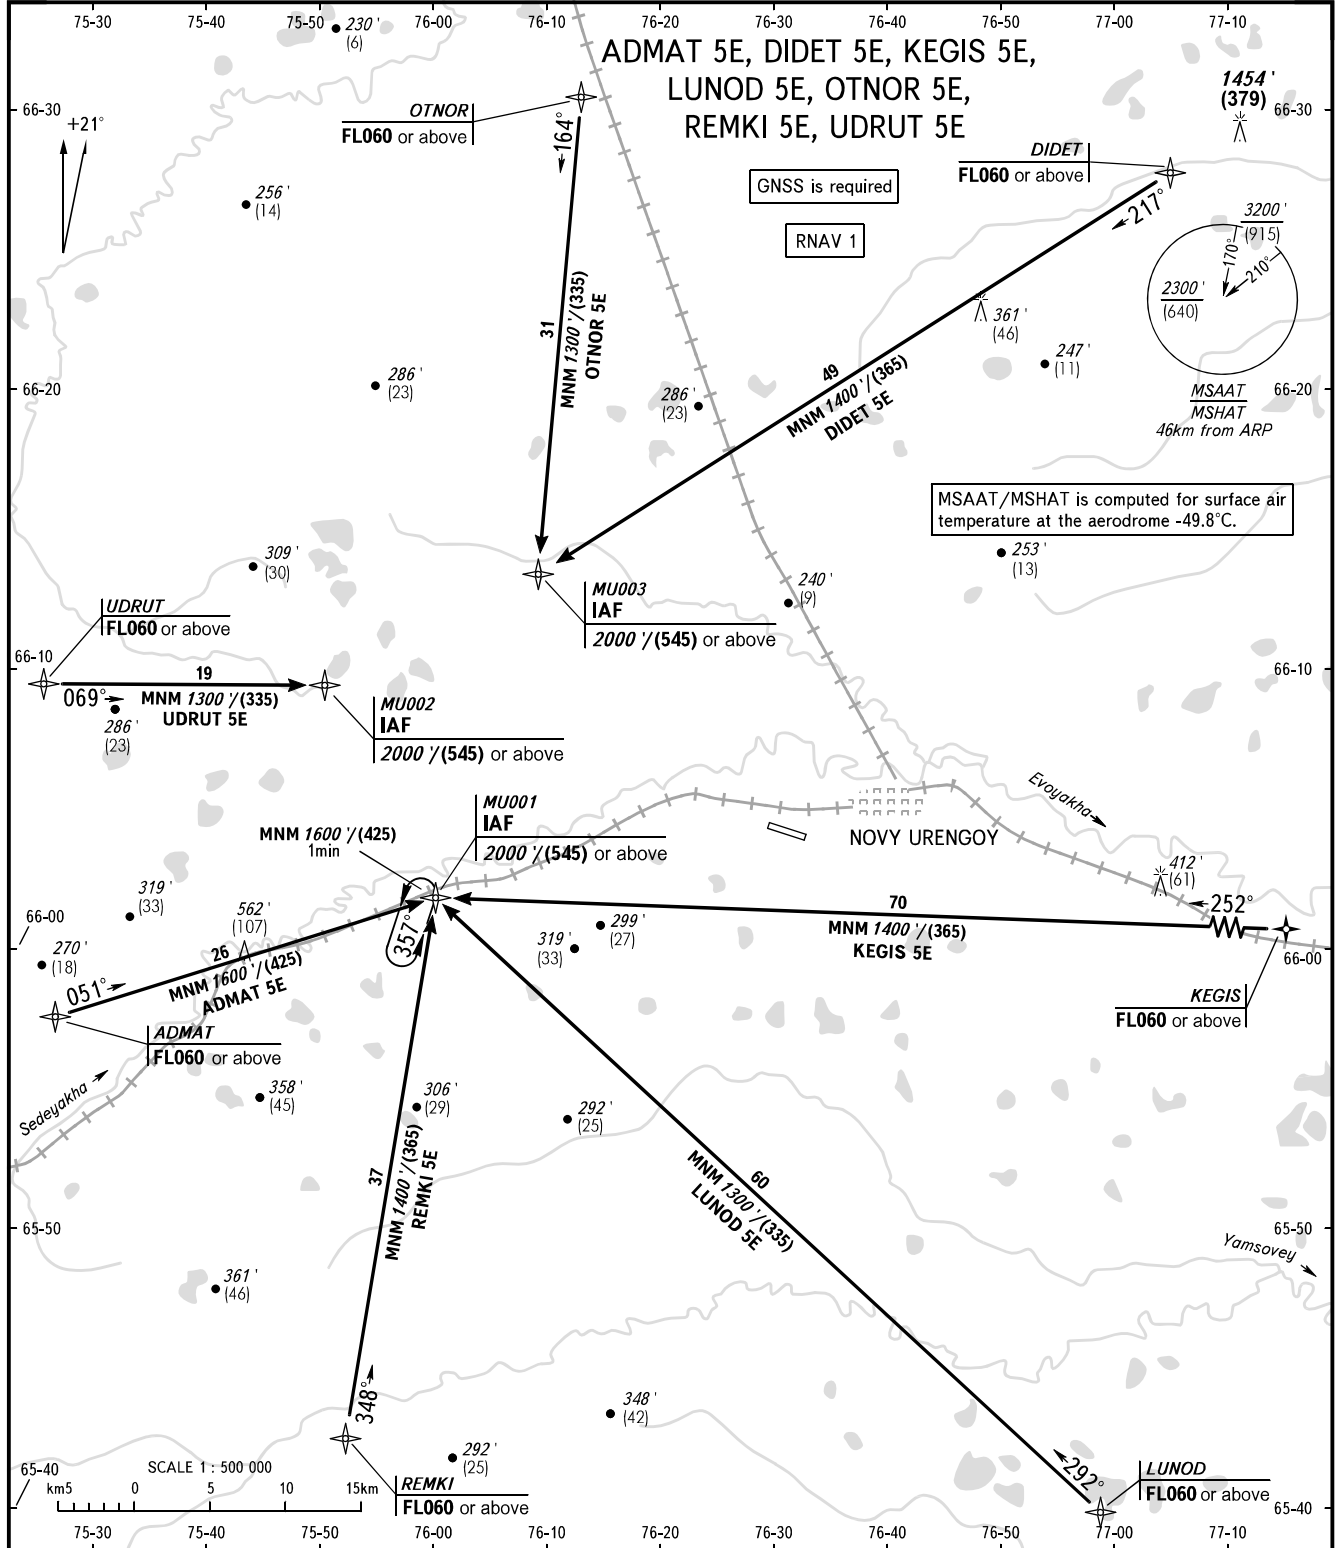 75-30 75-40 75-50 76-00 76-10 76-20 76-30 76-40 76-50 77-00 77-10
230 '
(6)
ADMAT 5E, DIDET 5E, KEGIS 5E,
LUNOD 5E, OTNOR 5E,
REMKI 5E, UDRUT 5E
1454 '
(379)
66-30
66-30
OTNOR
FL060 or above
+21°
164°
DIDET
FL060 or above
GNSS is required
RNAV 1
256 '
(14)
217°
3200 '
(915)
170°
210°
2300 '
(640)
MSAAT
MSHAT
46km from ARP
31
MNM 1300 '/(335)
OTNOR 5E
361 '
(46)
247 '
(11)
49
MNM 1400 '/(365)
DIDET 5E
66-20
66-20
286 '
(23)
286 '
(23)
MSAAT/MSHAT is computed for surface air
temperature at the aerodrome -49.8°C.
309 '
(30)
253 '
(13)
240 '
(9)
MU003
IAF
2000 '/(545) or above
UDRUT
FL060 or above
66-10
66-10
19
069°
MNM 1300 '/(335)
UDRUT 5E
286 '
(23)
MU002
IAF
2000 '/(545) or above
Evoyakha
MU001
IAF
2000 '/(545) or above
MNM 1600 '/(425)
1min
NOVY URENGOY
412 '
(61)
319 '
(33)
562 '
(107)
66-00
270 '
(18)
26
051°
MNM 1600 '/(425)
ADMAT 5E
357°
319 '
(33)
299 '
(27)
70
MNM 1400 '/(365)
KEGIS 5E
252°
66-00
KEGIS
FL060 or above
ADMAT
FL060 or above
Sedeyakha
358 '
(45)
306 '
(29)
292 '
(25)
37
MNM 1400 '/(365)
REMKI 5E
60
MNM 1300 '/(335)
LUNOD 5E
65-50
65-50
Yamsovey
361 '
(46)
348°
348 '
(42)
292 '
(25)
292°
LUNOD
FL060 or above
REMKI
FL060 or above
65-40
65-40
SCALE 1 : 500 000
km5 0 5 10 15km
75-30 75-40 75-50 76-00 76-10 76-20 76-30 76-40 76-50 77-00 77-10